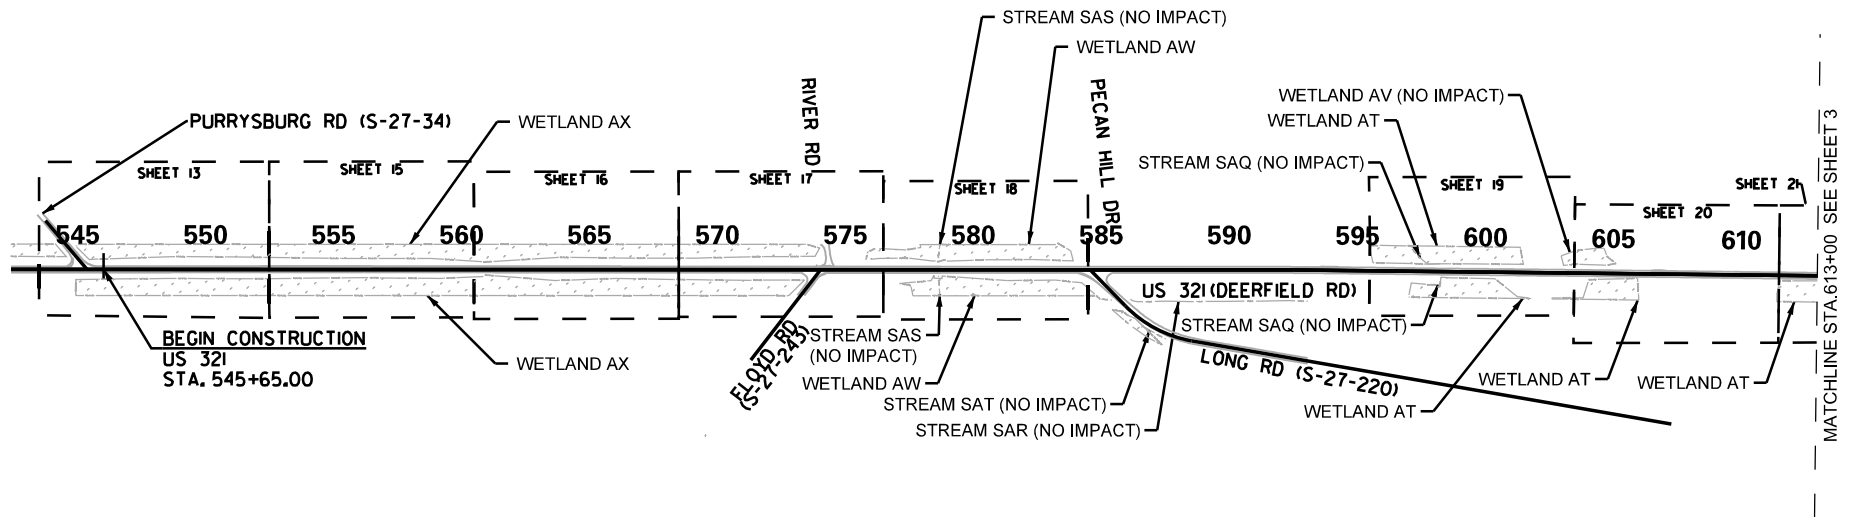 STREAM SAS (NO IMPACT)
WETLAND AW
PURRYSBURG RD (S-27-34)
WETLAND AX
RIVER RD
PECAN HILL DR
WETLAND AV (NO IMPACT)
WETLAND AT
STREAM SAQ (NO IMPACT)
SHEET 13
SHEET 15
SHEET 16
SHEET 17
SHEET 18
SHEET 19
SHEET 20
SHEET 21
545 550 555 560 565 570 575 580 585 590 595 600 605 610
US 321 (DEERFIELD RD)
BEGIN CONSTRUCTION
US 321
STA. 545+65.00
WETLAND AX
FLOYD RD
(S-27-243)
STREAM SAS
(NO IMPACT)
WETLAND AW
STREAM SAT (NO IMPACT)
STREAM SAR (NO IMPACT)
STREAM SAQ (NO IMPACT)
LONG RD (S-27-220)
WETLAND AT
WETLAND AT
WETLAND AT
MATCHLINE STA.613+00 SEE SHEET 3